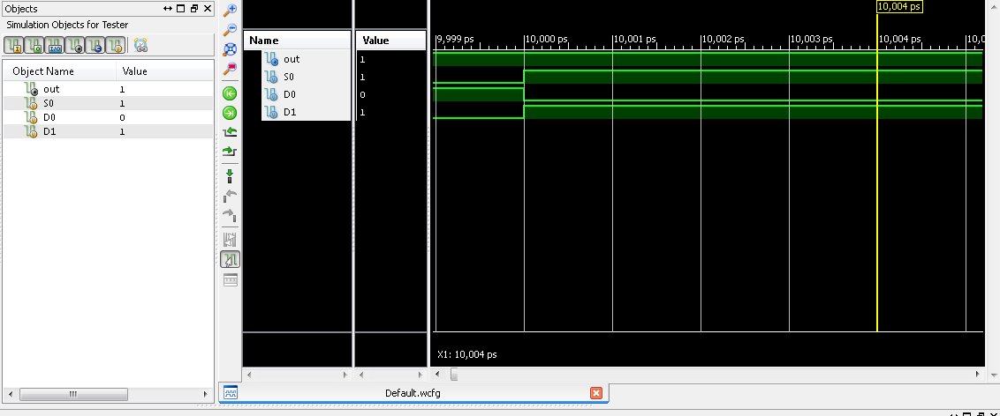 Objects
Simulation Objects for Tester
Object Name Value
out 1
S0 1
D0 0
D1 1
Name Value
out 1
S0 1
D0 0
D1 1
10,004 ps
9,999 ps 10,000 ps 10,001 ps 10,002 ps 10,003 ps 10,004 ps 10,0
X1: 10,004 ps
Default.wcfg